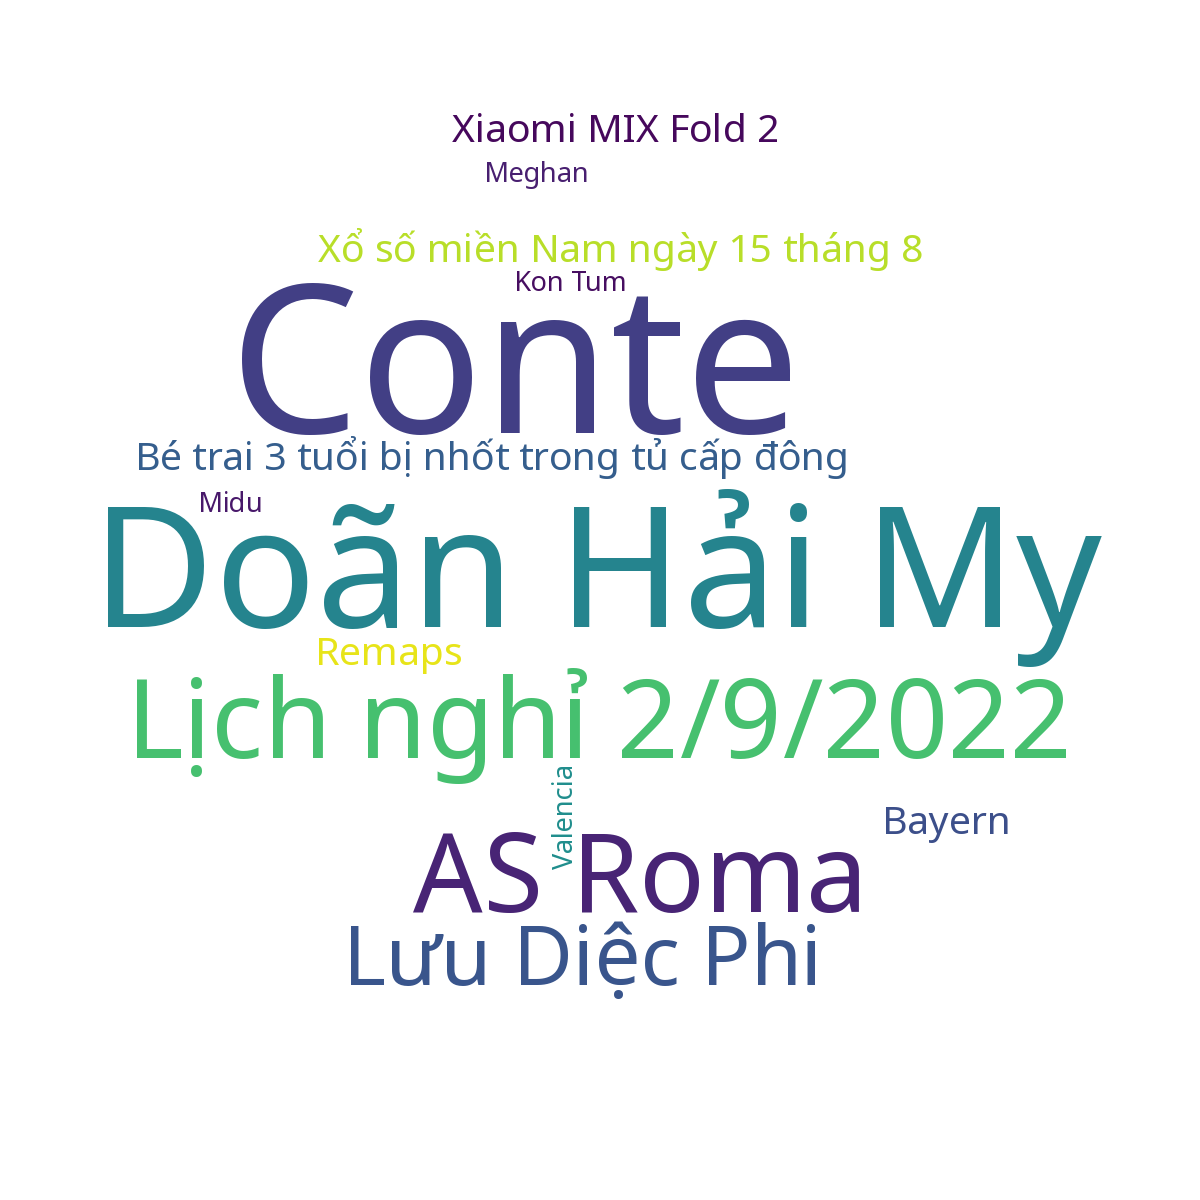 Xiaomi MIX Fold 2
Meghan
Xổ số miền Nam ngày 15 tháng 8
Kon Tum
Conte
Bé trai 3 tuổi bị nhốt trong tủ cấp đông
Midu
Doãn Hải My
Remaps
Lịch nghỉ 2/9/2022
Valencia
Bayern
AS Roma
Lưu Diệc Phi